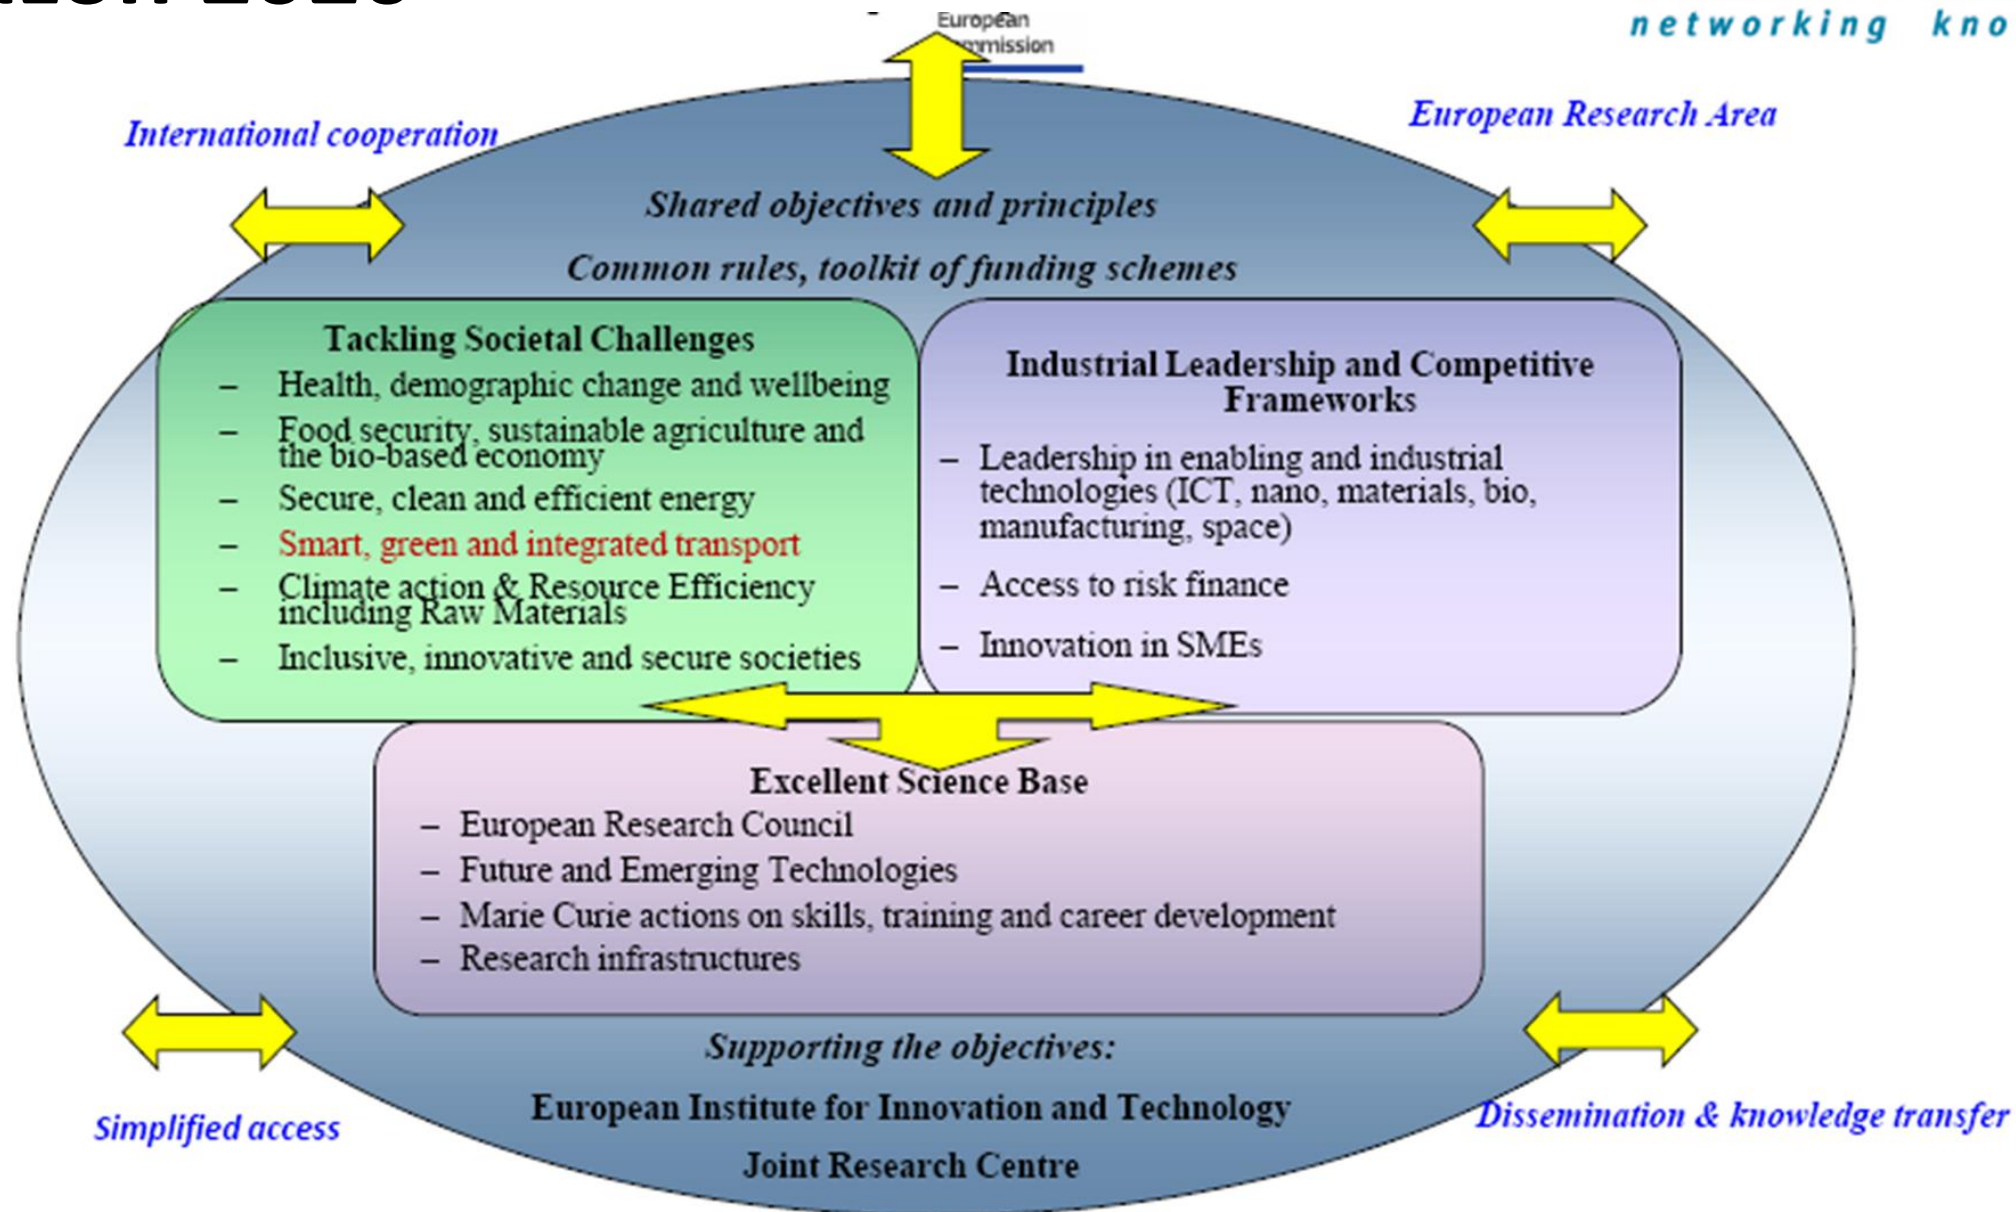 2020
European
networking kno
mmission
International cooperation
European Research Area
Shared objectives and principles
Common rules, toolkit of funding schemes
Tackling Societal Challenges
– Health, demographic change and wellbeing
– Food security, sustainable agriculture and
the bio-based economy
– Secure, clean and efficient energy
– Smart, green and integrated transport
– Climate action & Resource Efficiency
including Raw Materials
– Inclusive, innovative and secure societies
Industrial Leadership and Competitive
Frameworks
– Leadership in enabling and industrial
technologies (ICT, nano, materials, bio,
manufacturing, space)
– Access to risk finance
– Innovation in SMEs
Excellent Science Base
– European Research Council
– Future and Emerging Technologies
– Marie Curie actions on skills, training and career development
– Research infrastructures
Supporting the objectives:
European Institute for Innovation and Technology
Joint Research Centre
Simplified access
Dissemination & knowledge transfer